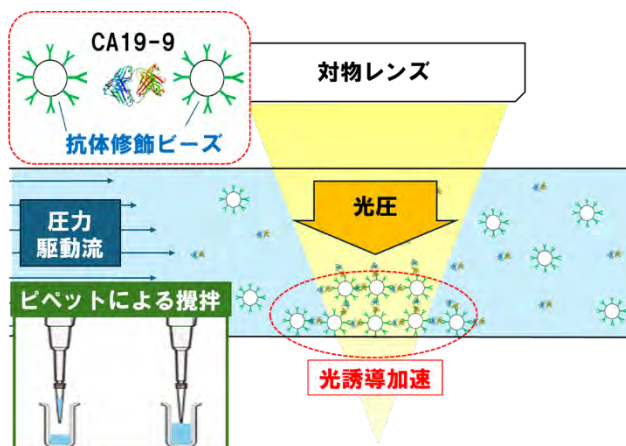 CA19-9
抗体修飾ビーズ
対物レンズ
光圧
圧力
駆動流
ピペットによる攪拌
光誘導加速